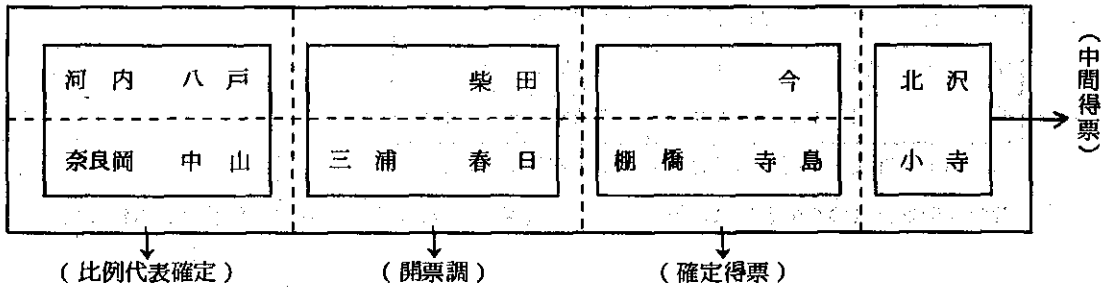 河内 八戸 柴田 今 北沢
奈良岡 中山 三浦 春日 棚橋 寺島 小寺
(中間得票)
(比例代表確定) (開票調) (確定得票)